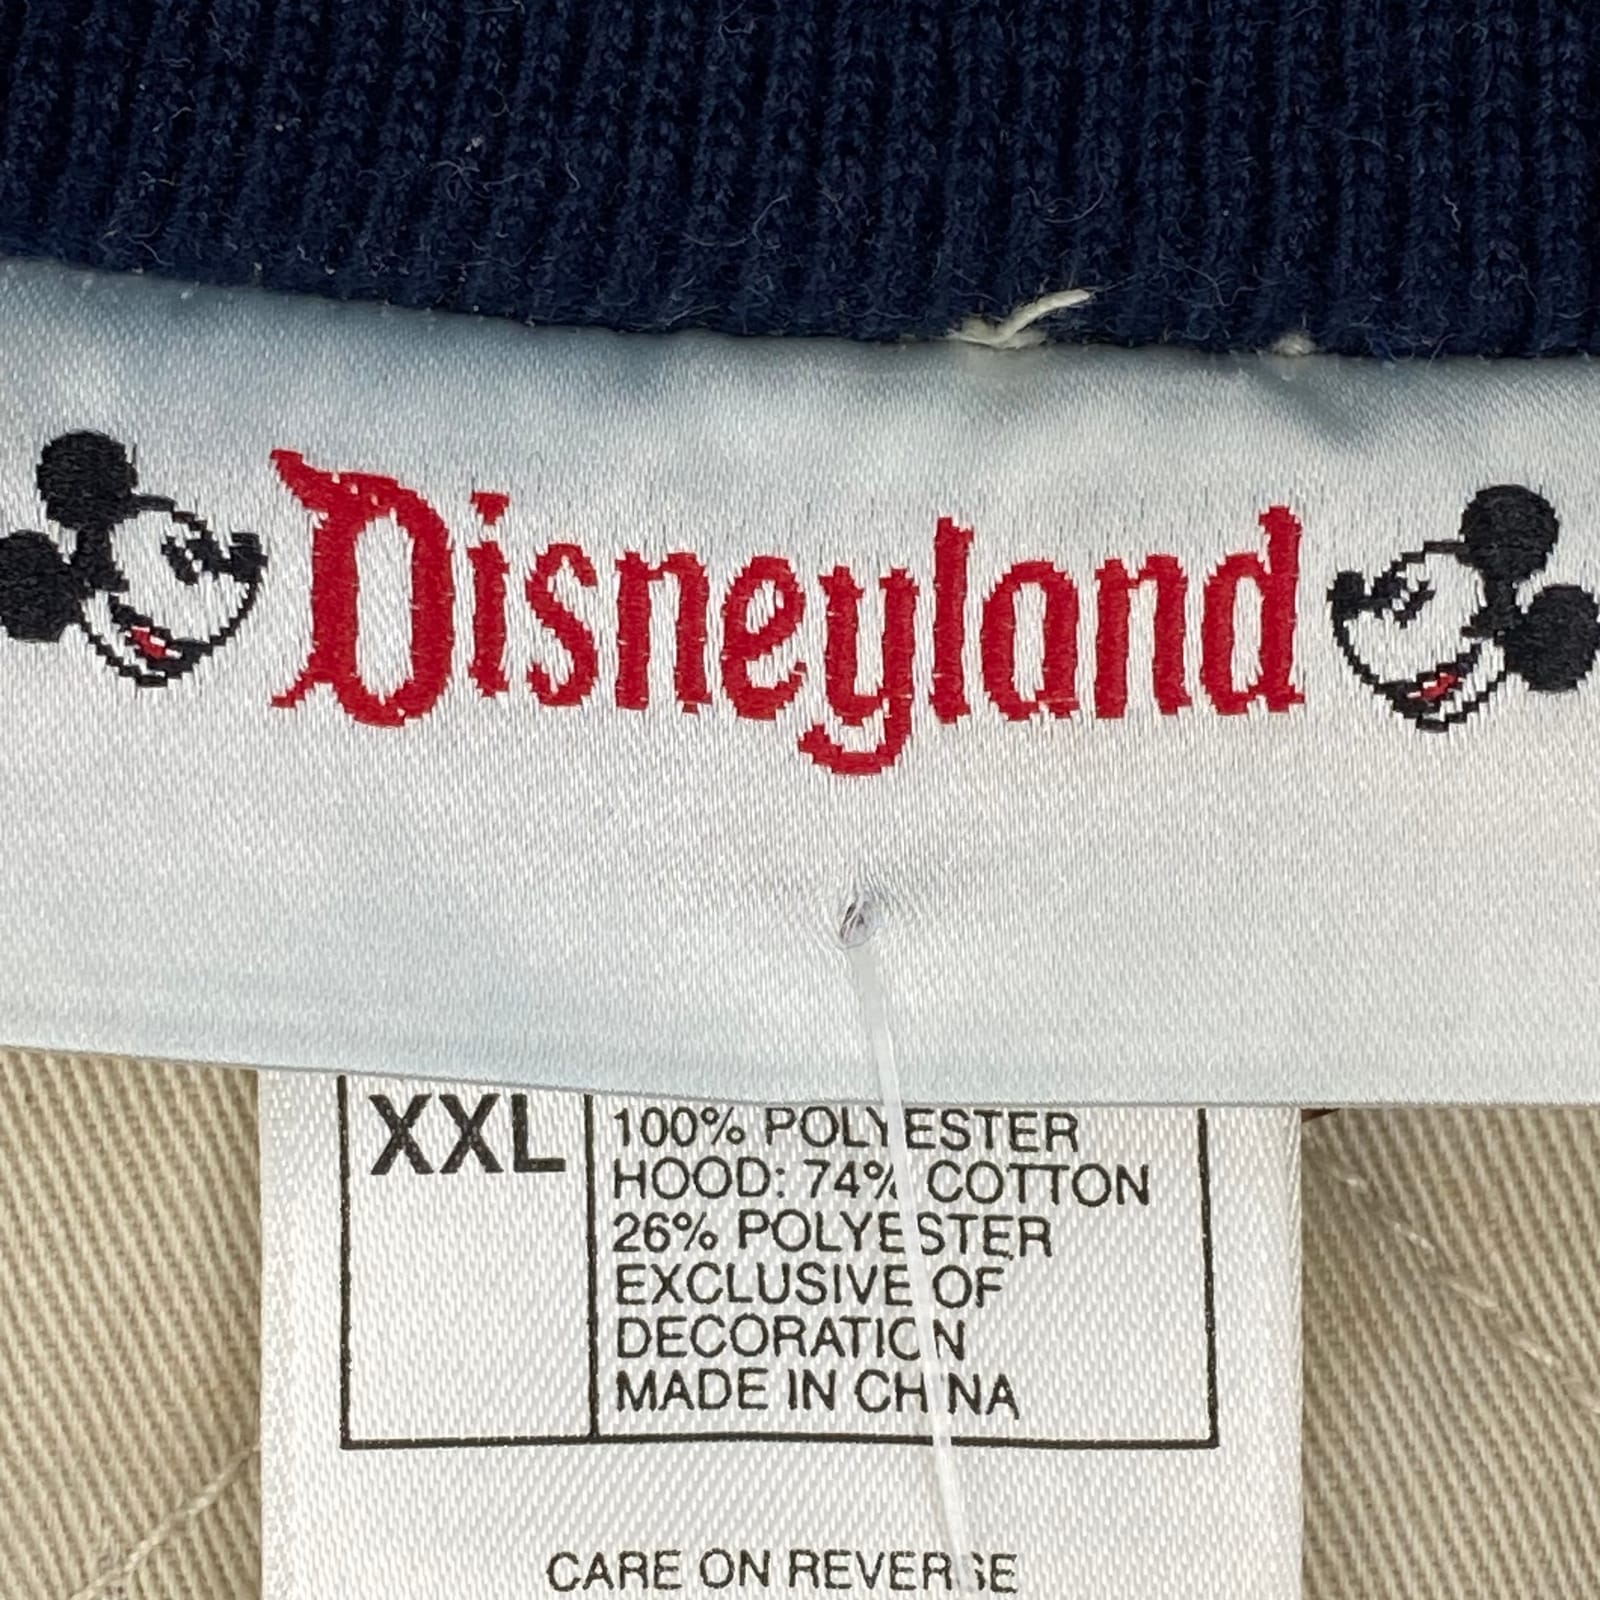 Disneyland
XXL
100% POLYESTER
HOOD: 74% COTTON
26% POLYESTER
EXCLUSIVE OF
DECORATION
MADE IN CHINA
CARE ON REVERSE